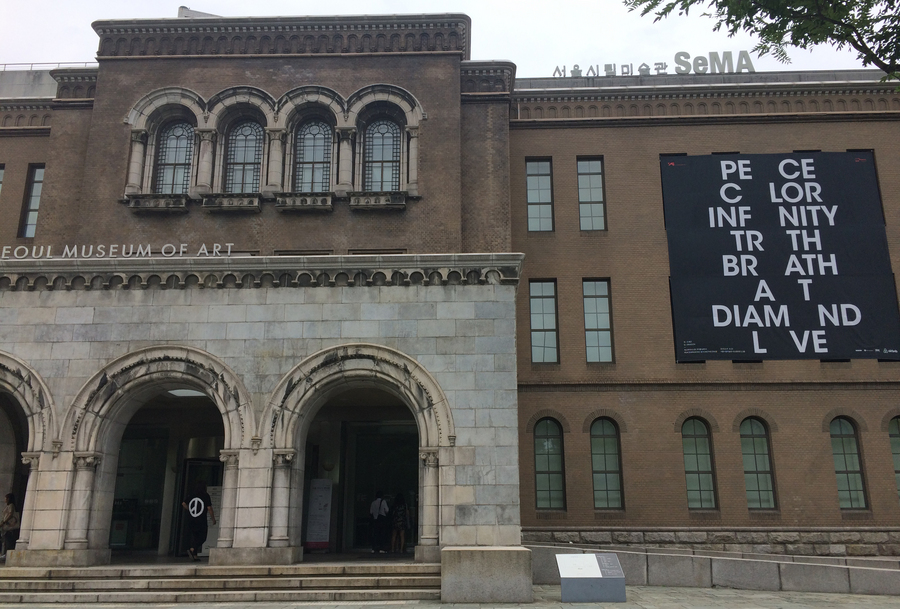 서울시립미술관 SeMA
EOUL MUSEUM OF ART
PE CE
C LOR
INF NITY
TR TH
BR ATH
A T
DIAM ND
L VE